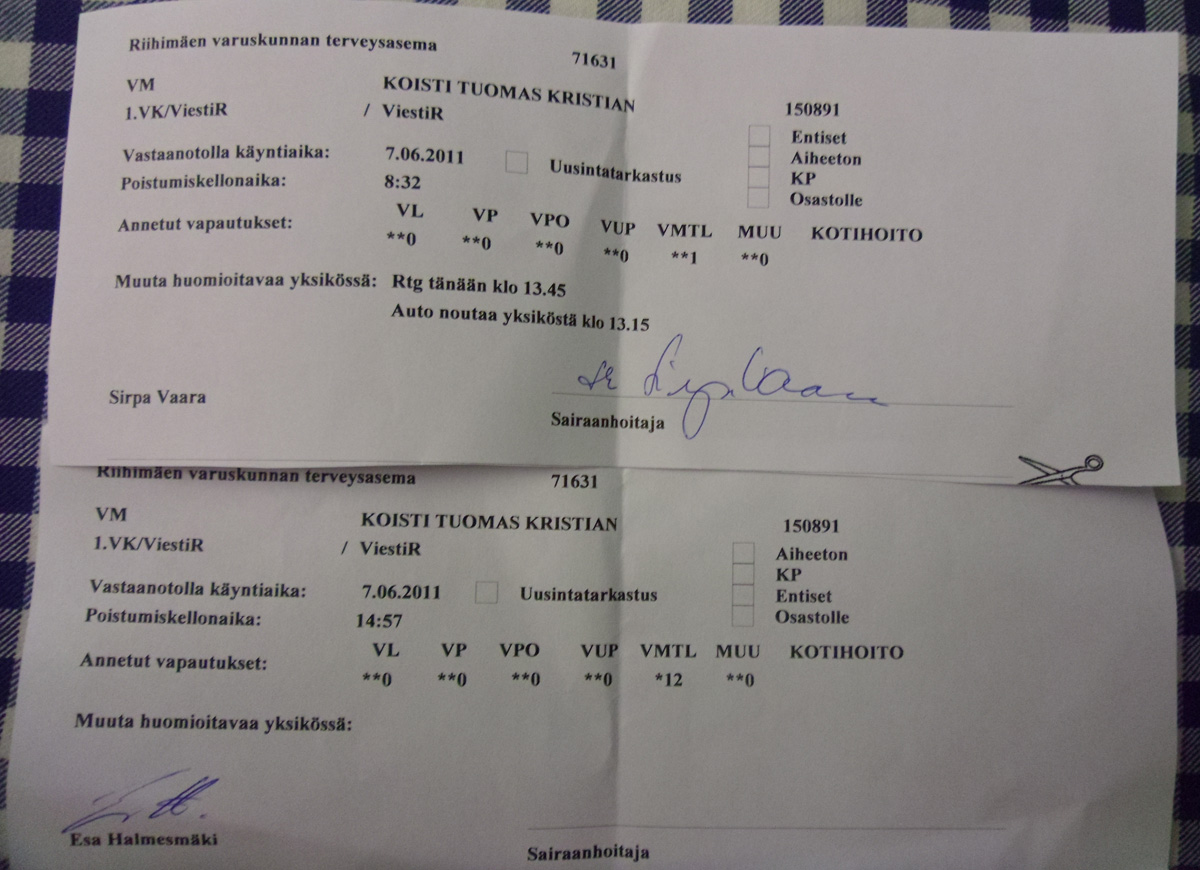 Riihimäen varuskunnan terveysasema 71631
VM KOISTI TUOMAS KRISTIAN 150891
1.VK/ViestiR / ViestiR Entiset
Aiheeton
Vastaanotolla käyntiaika: 7.06.2011 Uusintatarkastus KP
Poistumiskellonaika: 8:32 Osastolle
Annetut vapautukset: VL VP VPO VUP VMTL MUU KOTIHOITO
**0 **0 **0 **0 **1 **0
Muuta huomioitavaa yksikössä: Rtg tänään klo 13.45
Auto noutaa yksiköstä klo 13.15
Sirpa Vaara
Sairaanhoitaja
Riihimäen varuskunnan terveysasema 71631
VM KOISTI TUOMAS KRISTIAN 150891
1.VK/ViestiR / ViestiR Aiheeton
KP
Vastaanotolla käyntiaika: 7.06.2011 Uusintatarkastus Entiset
Poistumiskellonaika: 14:57 Osastolle
Annetut vapautukset: VL VP VPO VUP VMTL MUU KOTIHOITO
**0 **0 **0 **0 *12 **0
Muuta huomioitavaa yksikössä:
Esa Halmesmäki
Sairaanhoitaja